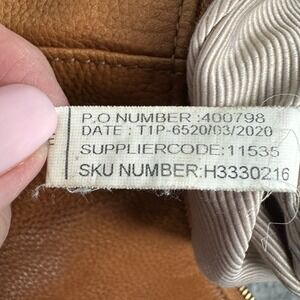 P.O NUMBER :400798
DATE : T1P-6520/03/2020
SUPPLIERCODE:11535
SKU NUMBER:H3330216